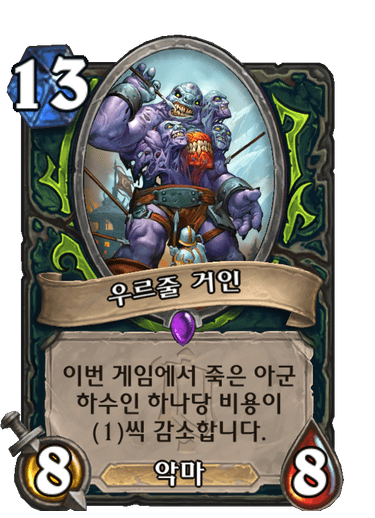 13
우르줄 거인
이번 게임에서 죽은 아군
하수인 하나당 비용이
(1)씩 감소합니다.
8
악마
8